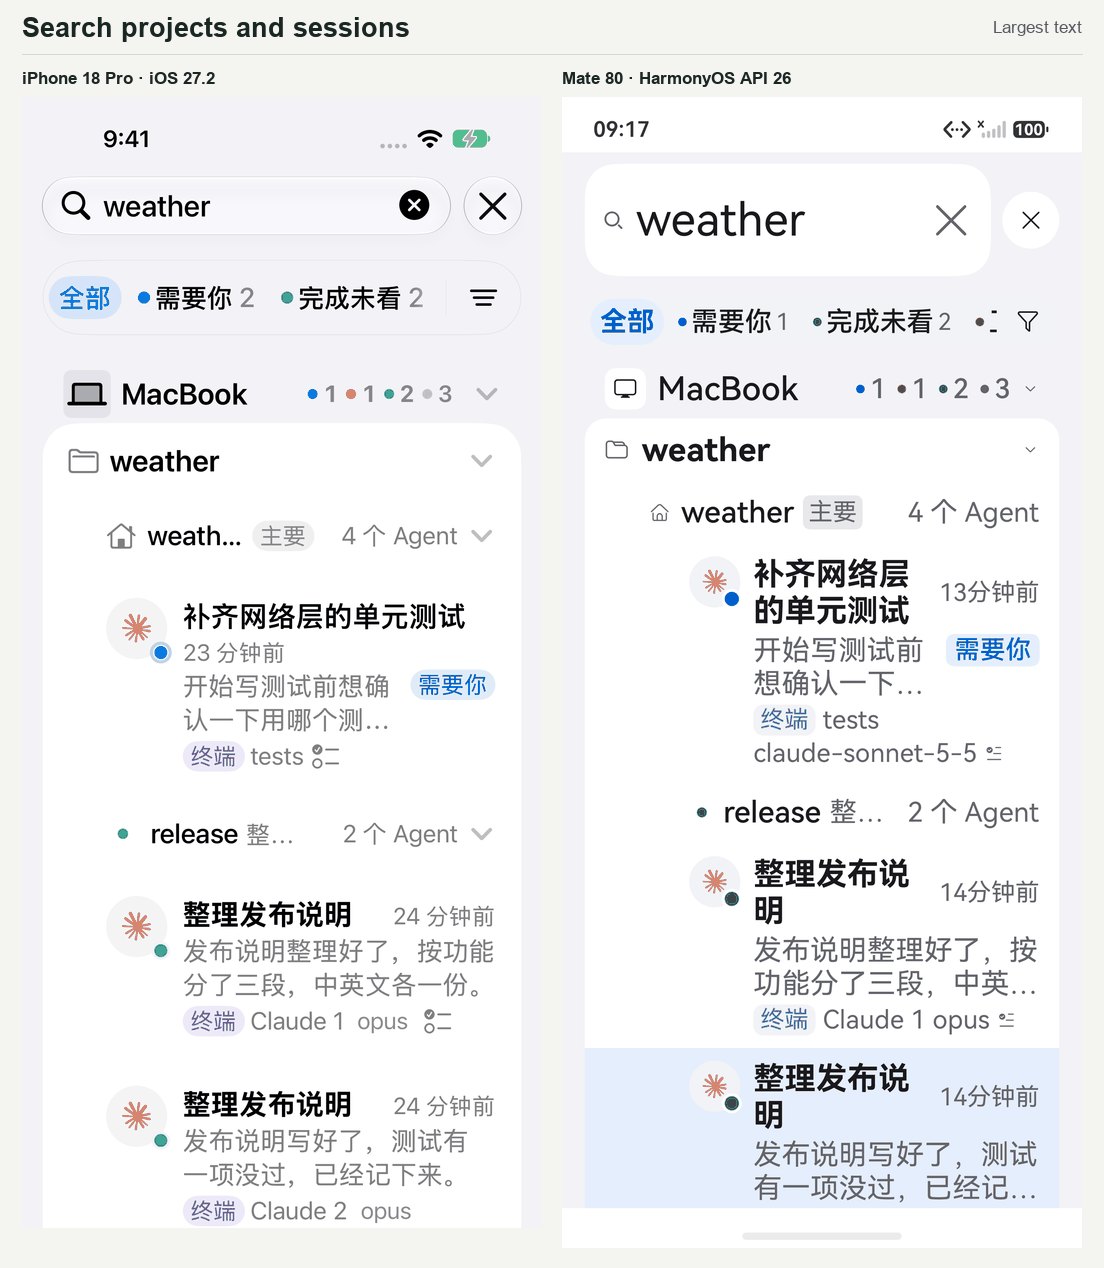 Search projects and sessions
Largest text
iPhone 18 Pro · iOS 27.2
9:41
weather
全部 需要你 2 完成未看 2
MacBook 1 1 2 3
weather
weath... 主要 4 个 Agent
补齐网络层的单元测试
23 分钟前
开始写测试前想确 需要你
认一下用哪个测...
终端 tests
release 整... 2 个 Agent
整理发布说明 24 分钟前
发布说明整理好了，按功能
分了三段，中英文各一份。
终端 Claude 1 opus
整理发布说明 24 分钟前
发布说明写好了，测试有
一项没过，已经记下来。
终端 Claude 2 opus
Mate 80 · HarmonyOS API 26
09:17 100
weather
全部 需要你 1 完成未看 2
MacBook 1 1 2 3
weather
weather 主要 4 个 Agent
补齐网络层
的单元测试
13分钟前
开始写测试前 需要你
想确认一下...
终端 tests
claude-sonnet-5-5
release 整... 2 个 Agent
整理发布说
明
14分钟前
发布说明整理好了，按
功能分了三段，中英...
终端 Claude 1 opus
整理发布说
明
14分钟前
发布说明写好了，测试
有一项没过，已经记...